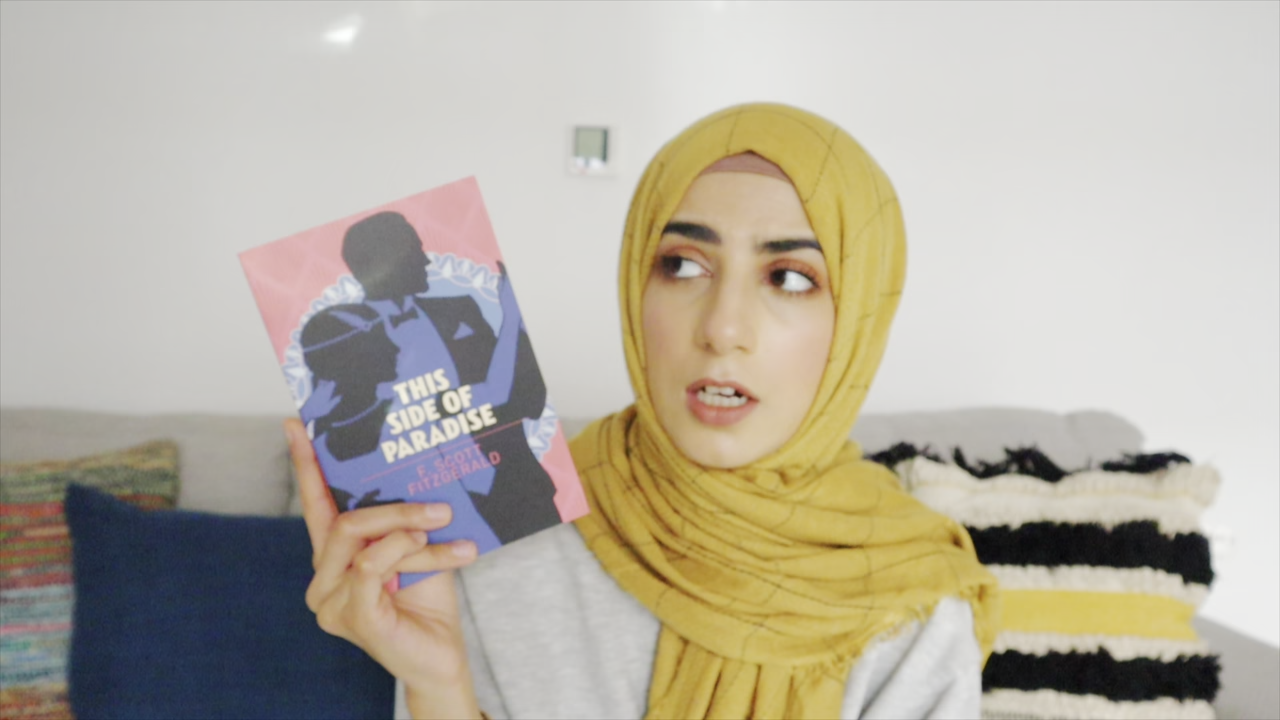 THIS
SIDE OF
PARADISE
F. SCOTT
FITZGERALD